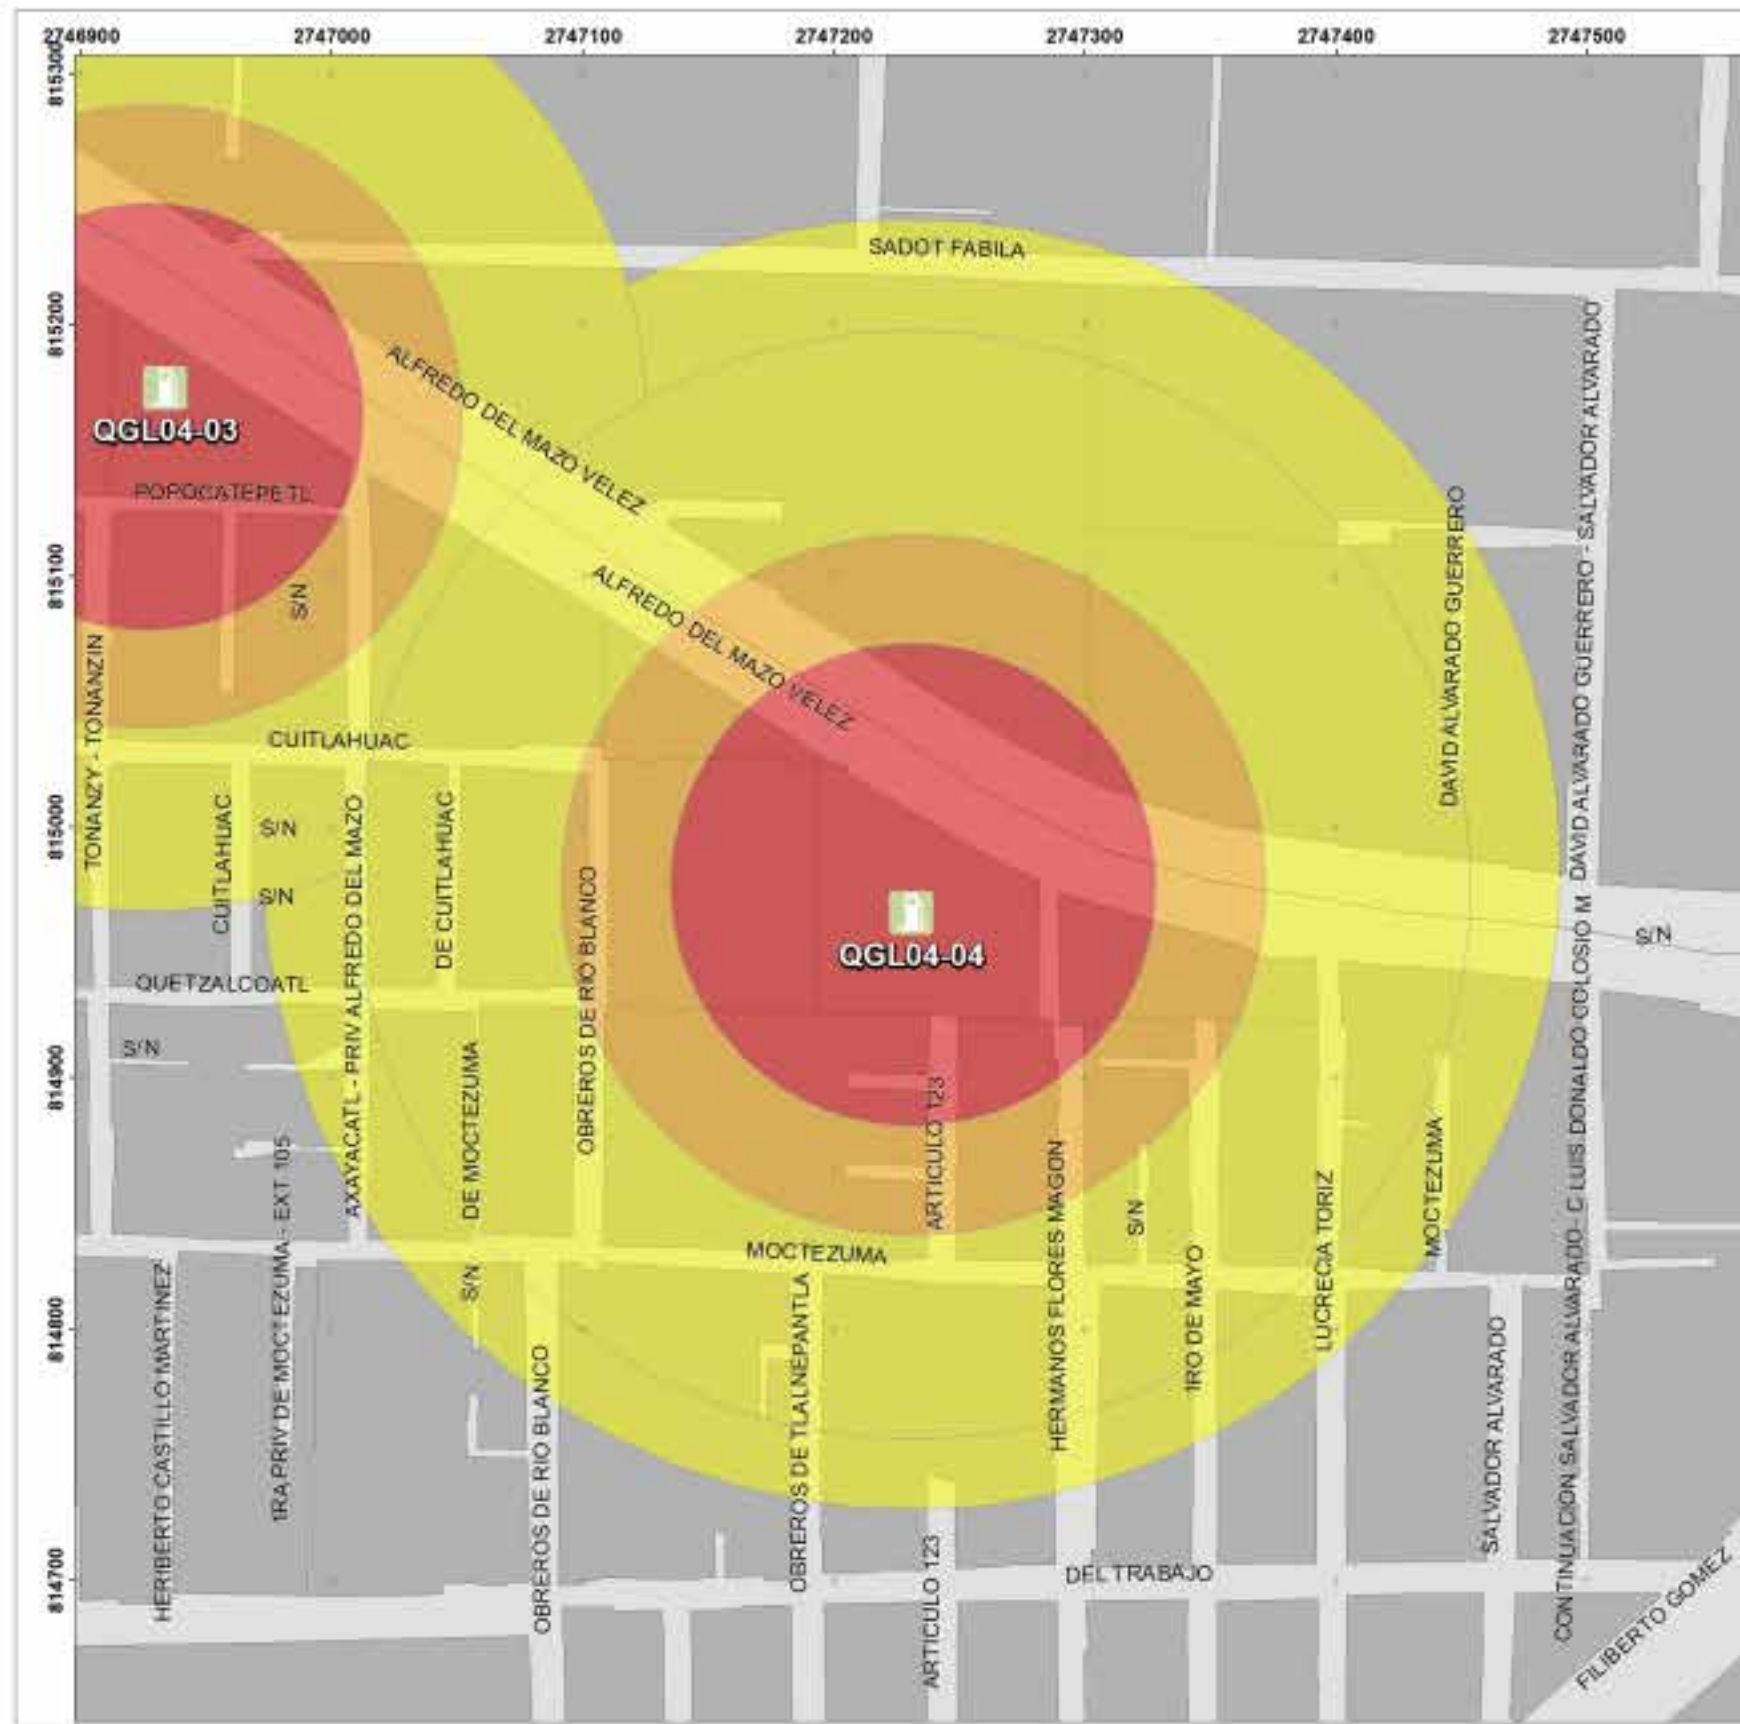 2746900 2747000 2747100 2747200 2747300 2747400 2747500
815300
SADOT FABILA
815200
ALFREDO DEL MAZO VELEZ
QGL04-03
POPOCATEPETL
815100
S/N
ALFREDO DEL MAZO VELEZ
DAVID ALVARADO GUERRERO
DAVID ALVARADO GUERRERO - SALVADOR ALVARADO
TONANZY - TONANZIN
CUITLAHUAC
815000
CUITLAHUAC
S/N
S/N
AXAYACATL - PRIV ALFREDO DEL MAZO
DE CUITLAHUAC
OBREROS DE RIO BLANCO
QGL04-04
S/N
QUETZALCOATL
S/N
814900
DE MOCTEZUMA
ARTICULO 123
HERMANOS FLORES MAGON
S/N
LUCRECIA TORIZ
MOCTEZUMA
CONTINUACION SALVADOR ALVARADO- C LUIS DONALDO COLOSIO M
1RA PRIV DE MOCTEZUMA - EXT. 105
MOCTEZUMA
S/N
814800
HERIBERTO CASTILLO MARTINEZ
OBREROS DE RIO BLANCO
OBREROS DE TLALNEPANTLA
1RO DE MAYO
SALVADOR ALVARADO
814700
ARTICULO 123
DEL TRABAJO
FILIBERTO GOMEZ